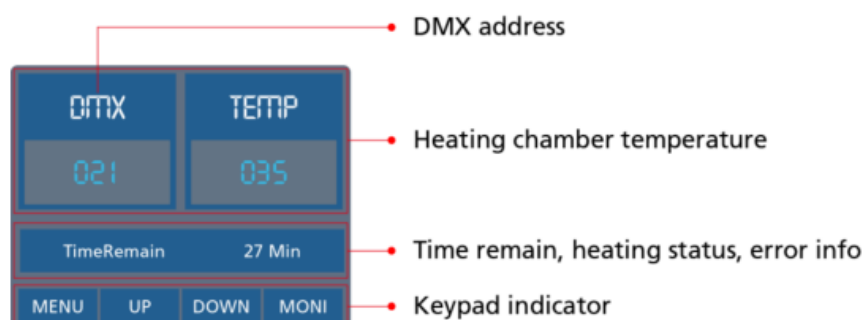 DMX address
DMX TEMP
Heating chamber temperature
021 035
TimeRemain 27 Min
Time remain, heating status, error info
MENU UP DOWN MONI
Keypad indicator